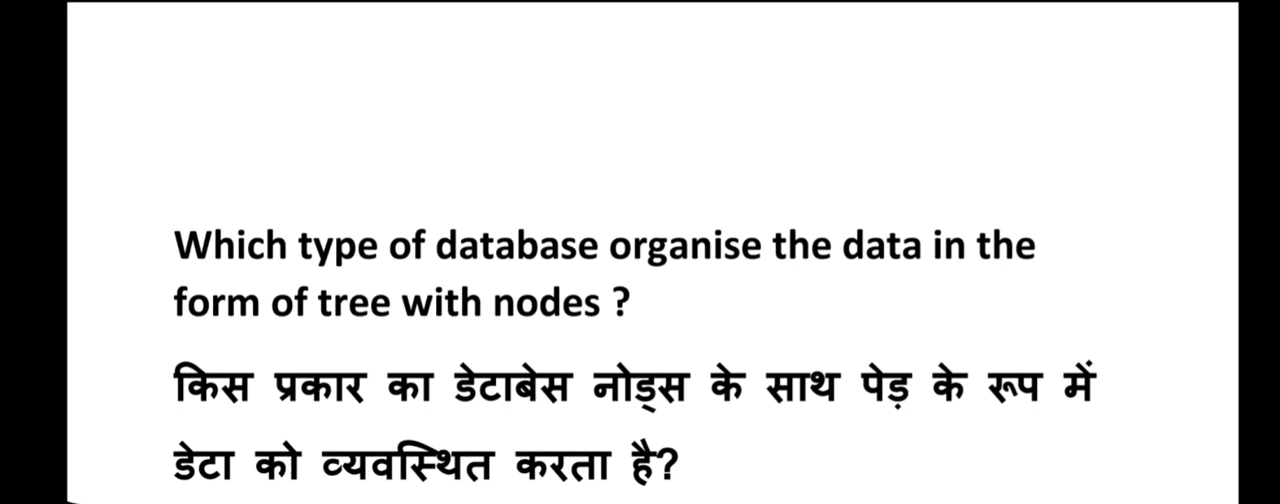 Which type of database organise the data in the
form of tree with nodes ?
किस प्रकार का डेटाबेस नोड्स के साथ पेड़ के रूप में
डेटा को व्यवस्थित करता है?